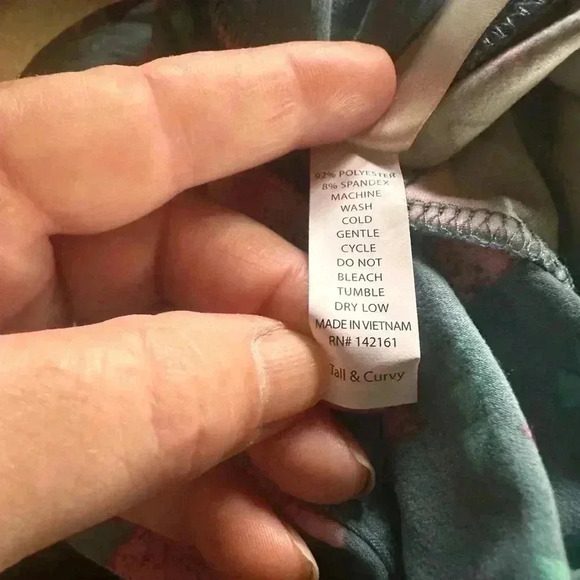 92% POLYESTER
8% SPANDEX
MACHINE
WASH
COLD
GENTLE
CYCLE
DO NOT
BLEACH
TUMBLE
DRY LOW
MADE IN VIETNAM
RN# 142161
Tall & Curvy